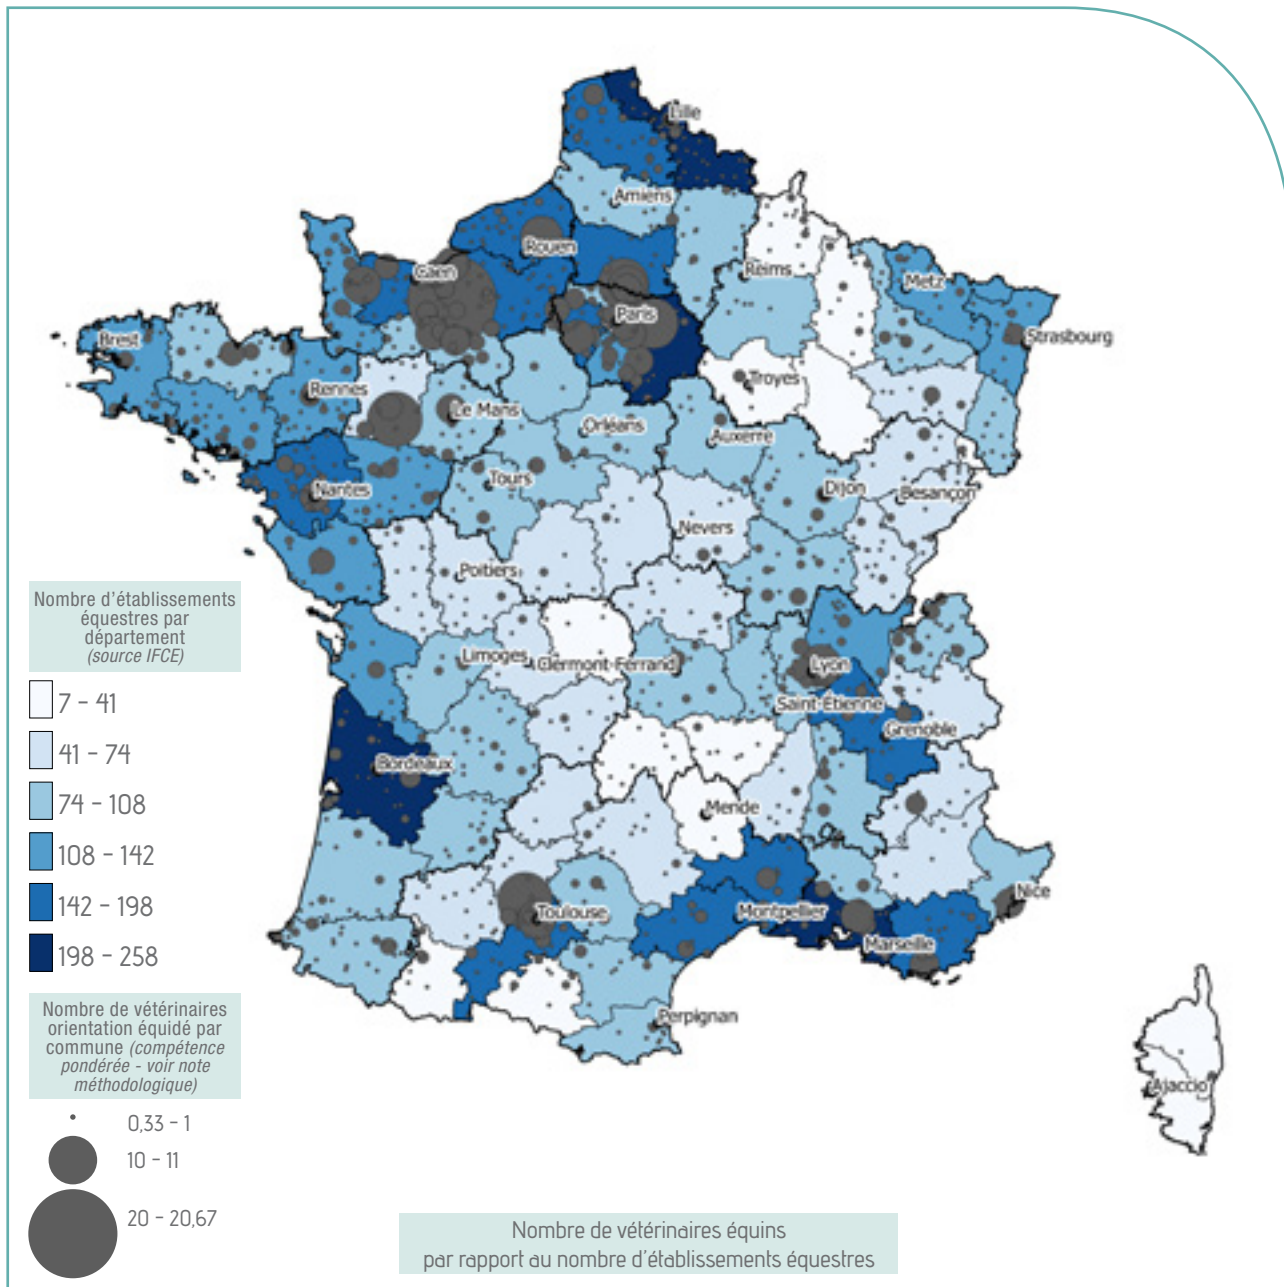 Lille
Amiens
Rouen
Caen
Reims
Metz
Paris
Strasbourg
Brest
Rennes
Troyes
Le Mans
Orléans
Auxerre
Tours
Dijon
Nantes
Besançon
Nevers
Poitiers
Limoges
Clermont-Ferrand
Lyon
Saint-Étienne
Grenoble
Bordeaux
Mende
Nice
Toulouse
Montpellier
Marseille
Perpignan
Ajaccio
Nombre d'établissements
équestres par
département
(source IFCE)
7 – 41
41 – 74
74 – 108
108 – 142
142 – 198
198 – 258
Nombre de vétérinaires
orientation équidé par
commune (compétence
pondérée - voir note
méthodologique)
0,33 – 1
10 – 11
20 – 20,67
Nombre de vétérinaires équins
par rapport au nombre d'établissements équestres